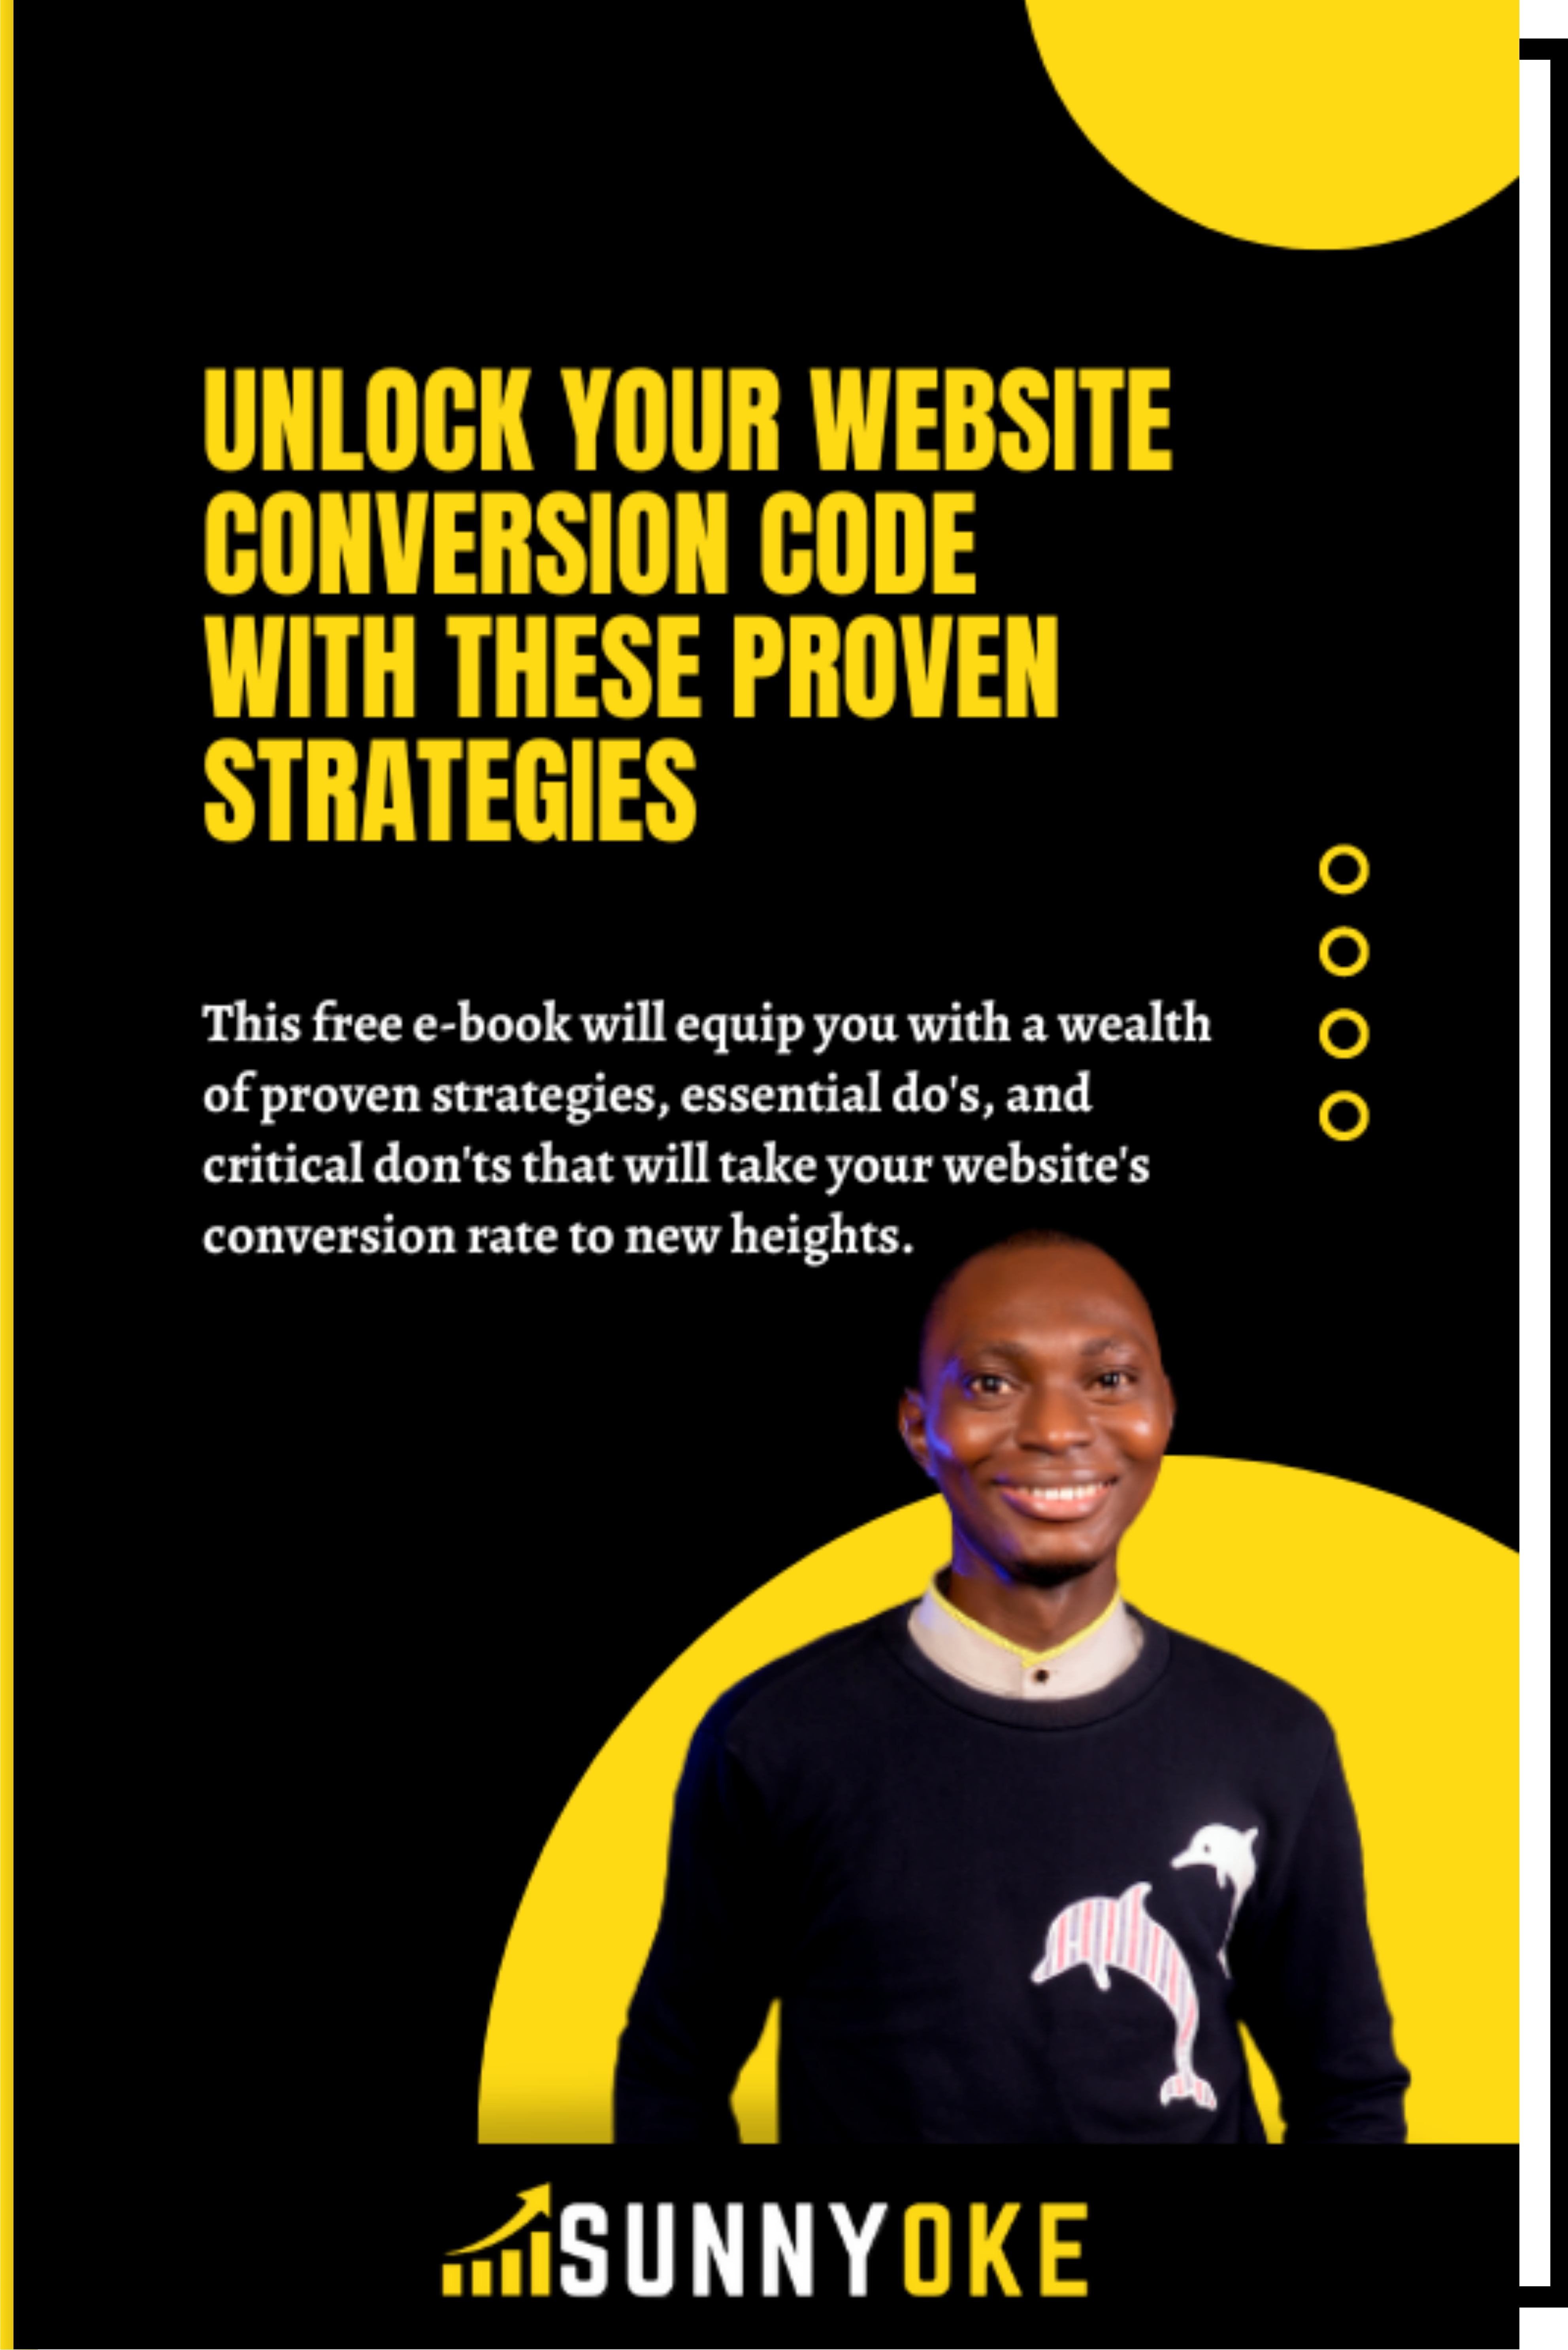 UNLOCK YOUR WEBSITE
CONVERSION CODE
WITH THESE PROVEN
STRATEGIES
This free e-book will equip you with a wealth
of proven strategies, essential do's, and
critical don'ts that will take your website's
conversion rate to new heights.
SUNNYOKE